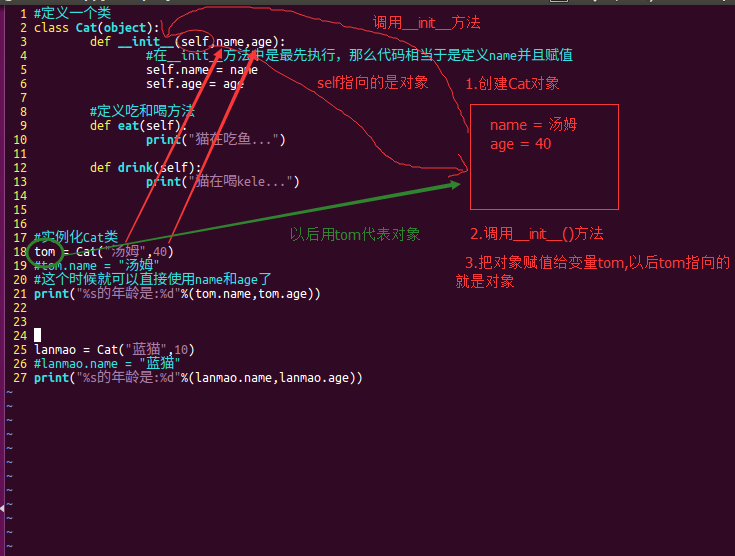 1 #定义一个类
2 class Cat(object):
3 def __init__(self,name,age):
4 #在__init__方法中是最先执行，那么代码相当于是定义name并且赋值
5 self.name = name
6 self.age = age
7
8 #定义吃和喝方法
9 def eat(self):
10 print("猫在吃鱼...")
11
12 def drink(self):
13 print("猫在喝kele...")
14
15
16
17 #实例化Cat类
18 tom = Cat("汤姆",40)
19 #tom.name = "汤姆"
20 #这个时候就可以直接使用name和age了
21 print("%s的年龄是:%d"%(tom.name,tom.age))
22
23
24
25 lanmao = Cat("蓝猫",10)
26 #lanmao.name = "蓝猫"
27 print("%s的年龄是:%d"%(lanmao.name,lanmao.age))
~
~
~
~
~
~
~
~
~
~
~
~
调用__init__方法
self指向的是对象
1.创建Cat对象
name = 汤姆
age = 40
以后用tom代表对象
2.调用__init__()方法
3.把对象赋值给变量tom,以后tom指向的
就是对象